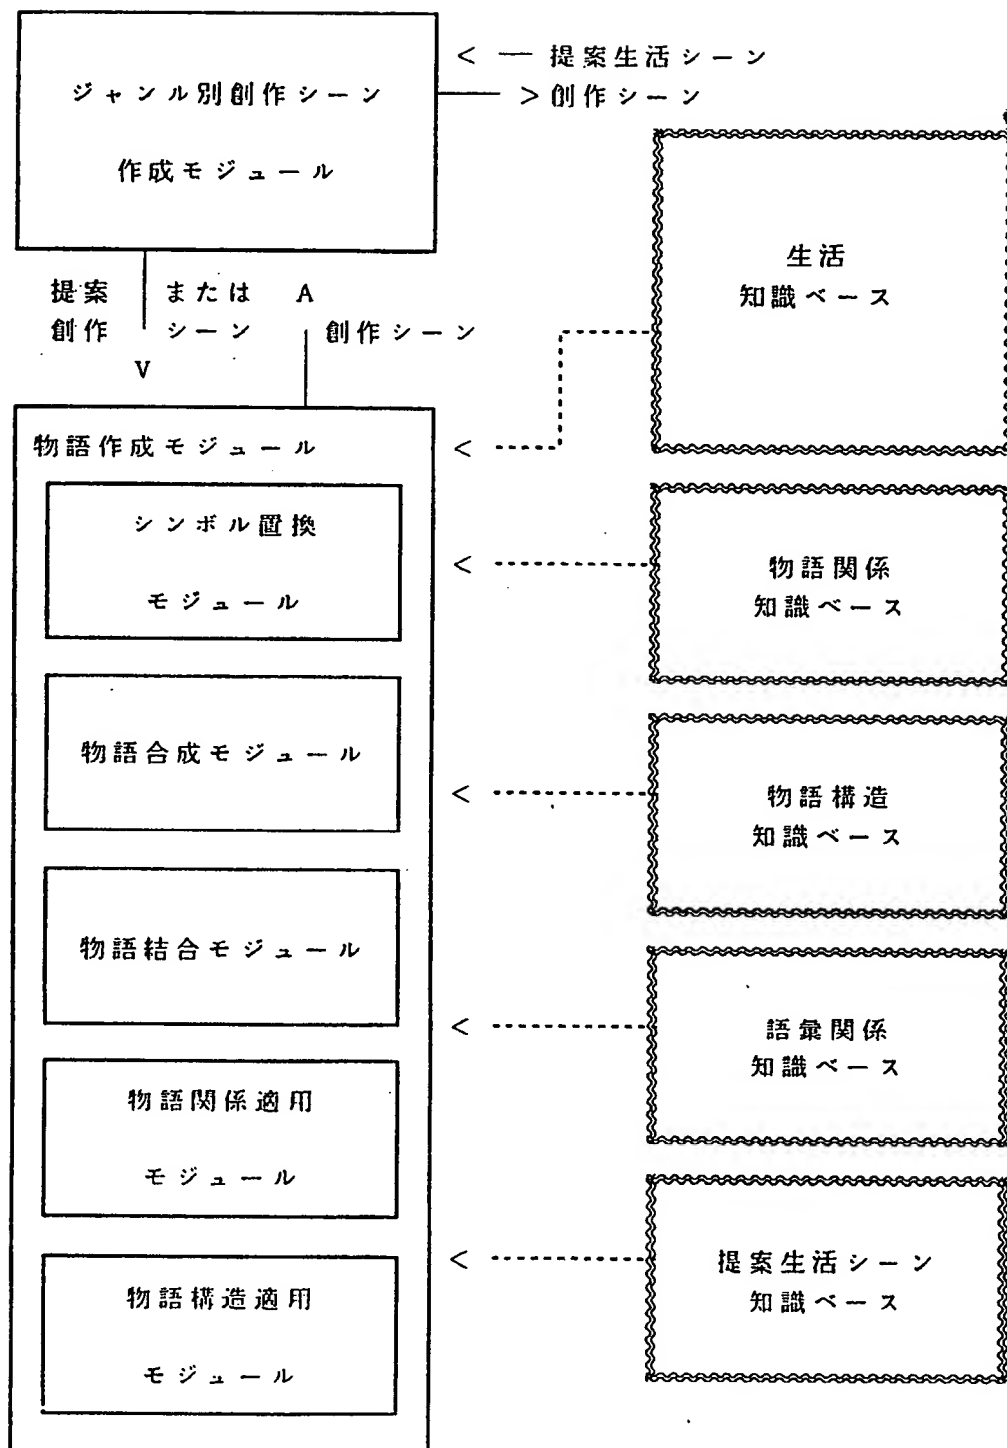 ジャンル別創作シーン
作成モジュール
< — 提案生活シーン
> 創作シーン
提案 または A
創作 シーン 創作シーン
V
生活
知識ベース
物語作成モジュール <
シンボル置換
モジュール
<
物語関係
知識ベース
物語合成モジュール
<
物語構造
知識ベース
物語結合モジュール
<
語彙関係
知識ベース
物語関係適用
モジュール
<
提案生活シーン
知識ベース
物語構造適用
モジュール